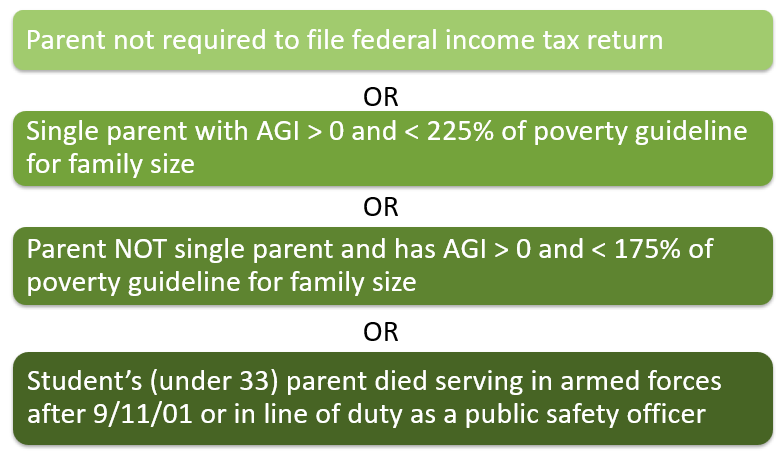 Parent not required to file federal income tax return
OR
Single parent with AGI > 0 and < 225% of poverty guideline
for family size
OR
Parent NOT single parent and has AGI > 0 and < 175% of
poverty guideline for family size
OR
Student’s (under 33) parent died serving in armed forces
after 9/11/01 or in line of duty as a public safety officer